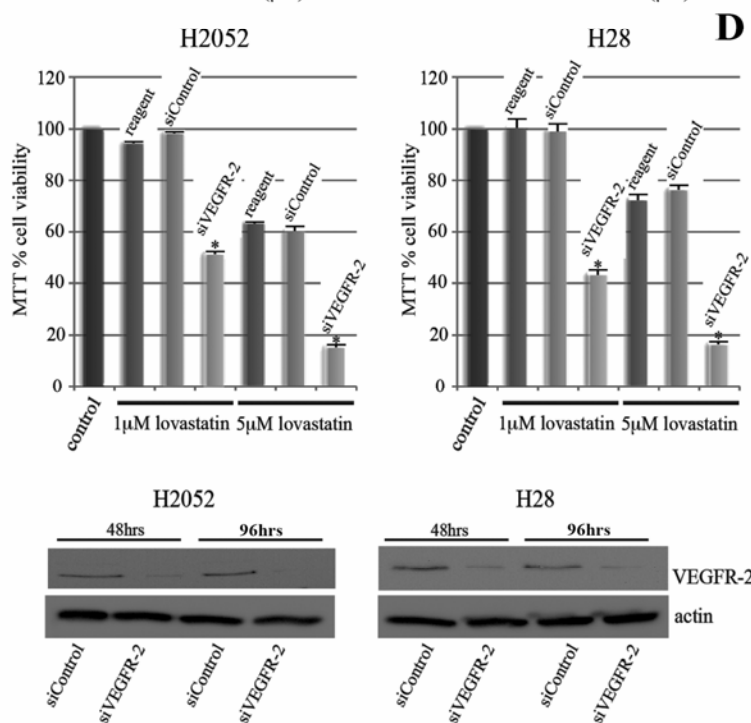 H2052
H28
D
120
100
80
60
40
20
0
MTT % cell viability
reagent
siControl
siVEGFR-2
*
reagent
siControl
siVEGFR-2
*
control
1μM lovastatin
5μM lovastatin
120
100
80
60
40
20
0
MTT % cell viability
reagent
siControl
siVEGFR-2
*
reagent
siControl
siVEGFR-2
*
control
1μM lovastatin
5μM lovastatin
H2052
H28
48hrs
96hrs
48hrs
96hrs
VEGFR-2
actin
siControl
siVEGFR-2
siControl
siVEGFR-2
siControl
siVEGFR-2
siControl
siVEGFR-2